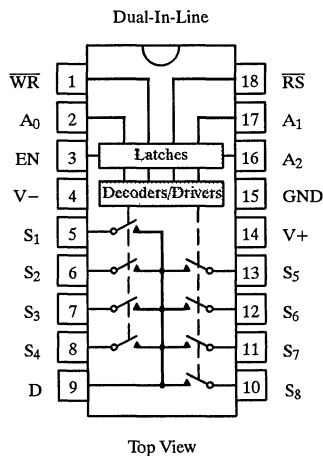 Dual-In-Line
WR 1 18 RS
A0 2 17 A1
EN 3 Latches 16 A2
V− 4 Decoders/Drivers 15 GND
S1 5 14 V+
S2 6 13 S5
S3 7 12 S6
S4 8 11 S7
D 9 10 S8
Top View